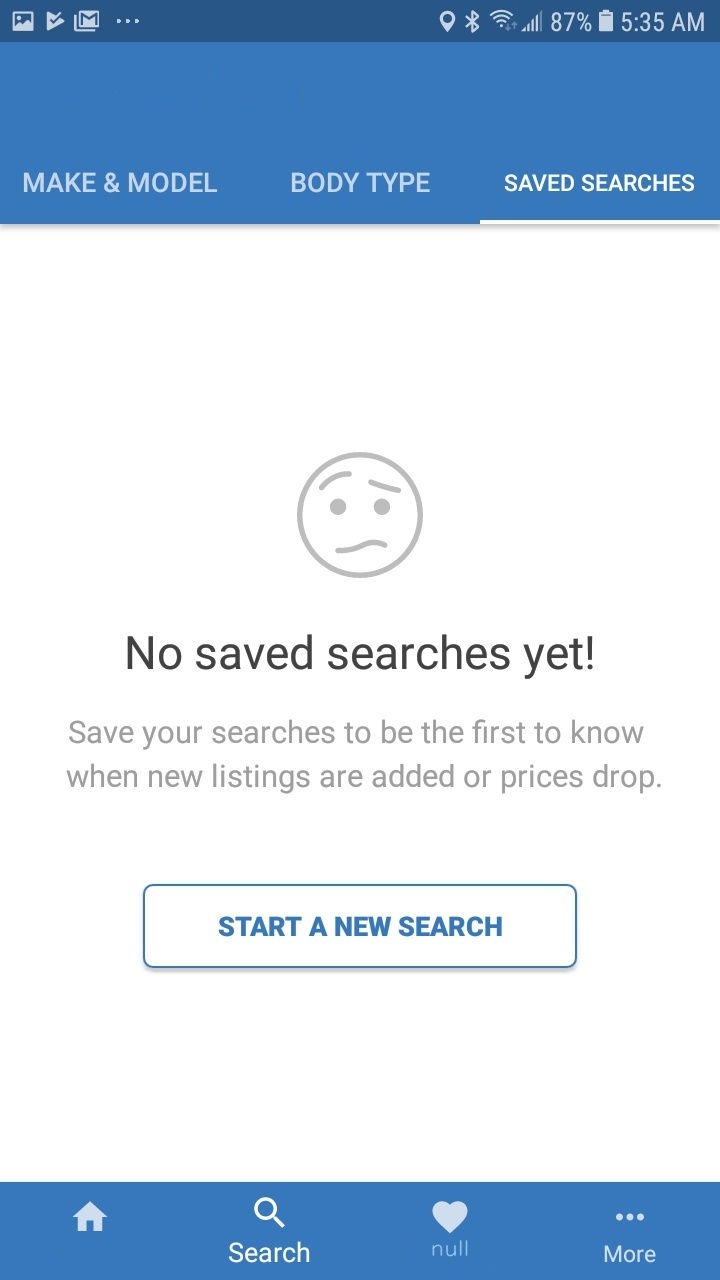 87% 5:35 AM
MAKE & MODEL BODY TYPE SAVED SEARCHES
No saved searches yet!
Save your searches to be the first to know
when new listings are added or prices drop.
START A NEW SEARCH
Search null More